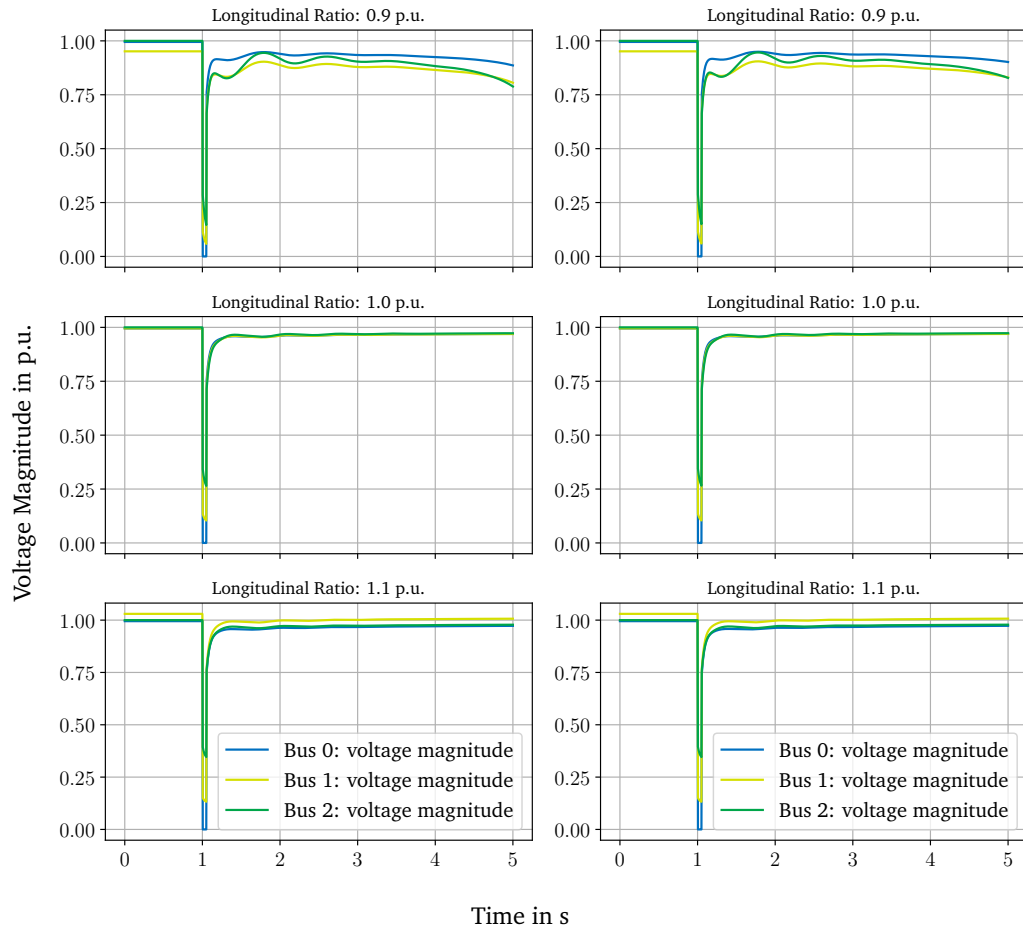 Longitudinal Ratio: 0.9 p.u.
Longitudinal Ratio: 0.9 p.u.
1.00
0.75
0.50
0.25
0.00
1.00
0.75
0.50
0.25
0.00
Longitudinal Ratio: 1.0 p.u.
Longitudinal Ratio: 1.0 p.u.
Voltage Magnitude in p.u.
1.00
0.75
0.50
0.25
0.00
1.00
0.75
0.50
0.25
0.00
Longitudinal Ratio: 1.1 p.u.
Longitudinal Ratio: 1.1 p.u.
1.00
0.75
0.50
0.25
0.00
Bus 0: voltage magnitude
Bus 1: voltage magnitude
Bus 2: voltage magnitude
0 1 2 3 4 5
1.00
0.75
0.50
0.25
0.00
Bus 0: voltage magnitude
Bus 1: voltage magnitude
Bus 2: voltage magnitude
0 1 2 3 4 5
Time in s